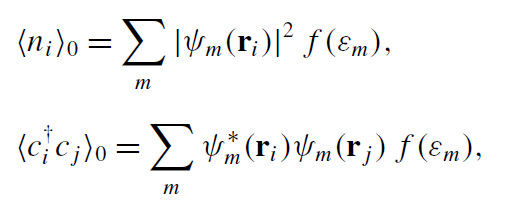 ⟨n_i⟩_0 = ∑_m |ψ_m(r_i)|² f(ε_m),
⟨c_i^† c_j⟩_0 = ∑_m ψ_m^*(r_i)ψ_m(r_j) f(ε_m),